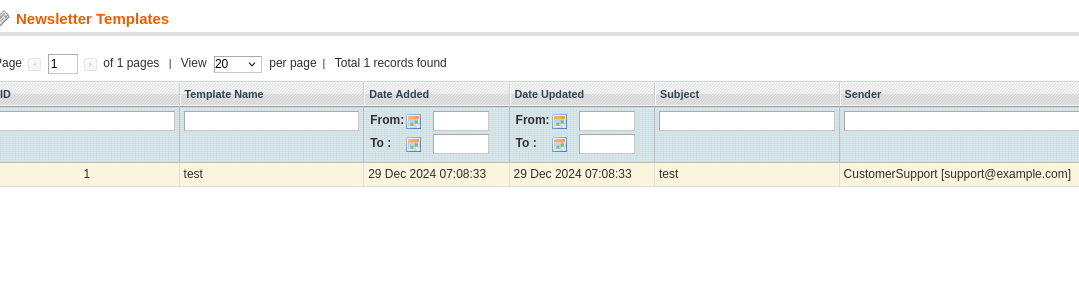 Newsletter Templates
Page 1 of 1 pages | View 20 per page | Total 1 records found
ID Template Name Date Added Date Updated Subject Sender
From: From:
To : To :
1 test 29 Dec 2024 07:08:33 29 Dec 2024 07:08:33 test CustomerSupport [support@example.com]